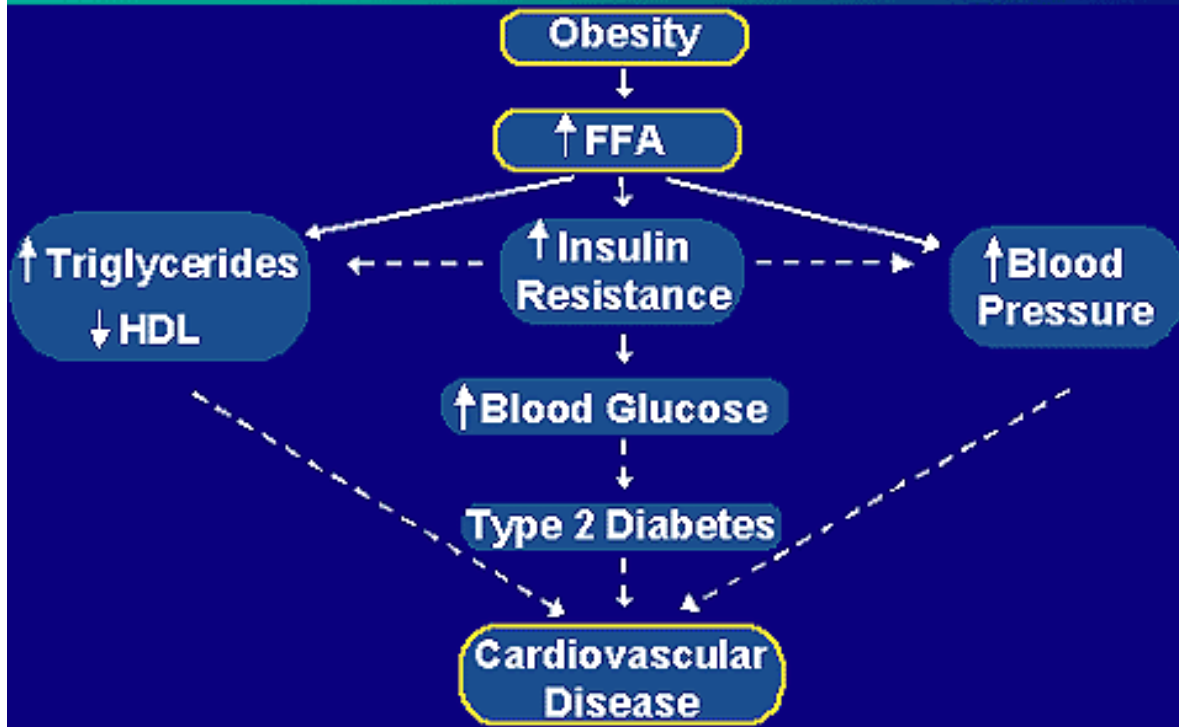 Obesity
↑FFA
↑Triglycerides
↓HDL
↑Insulin
Resistance
↑Blood
Pressure
↑Blood Glucose
Type 2 Diabetes
Cardiovascular
Disease